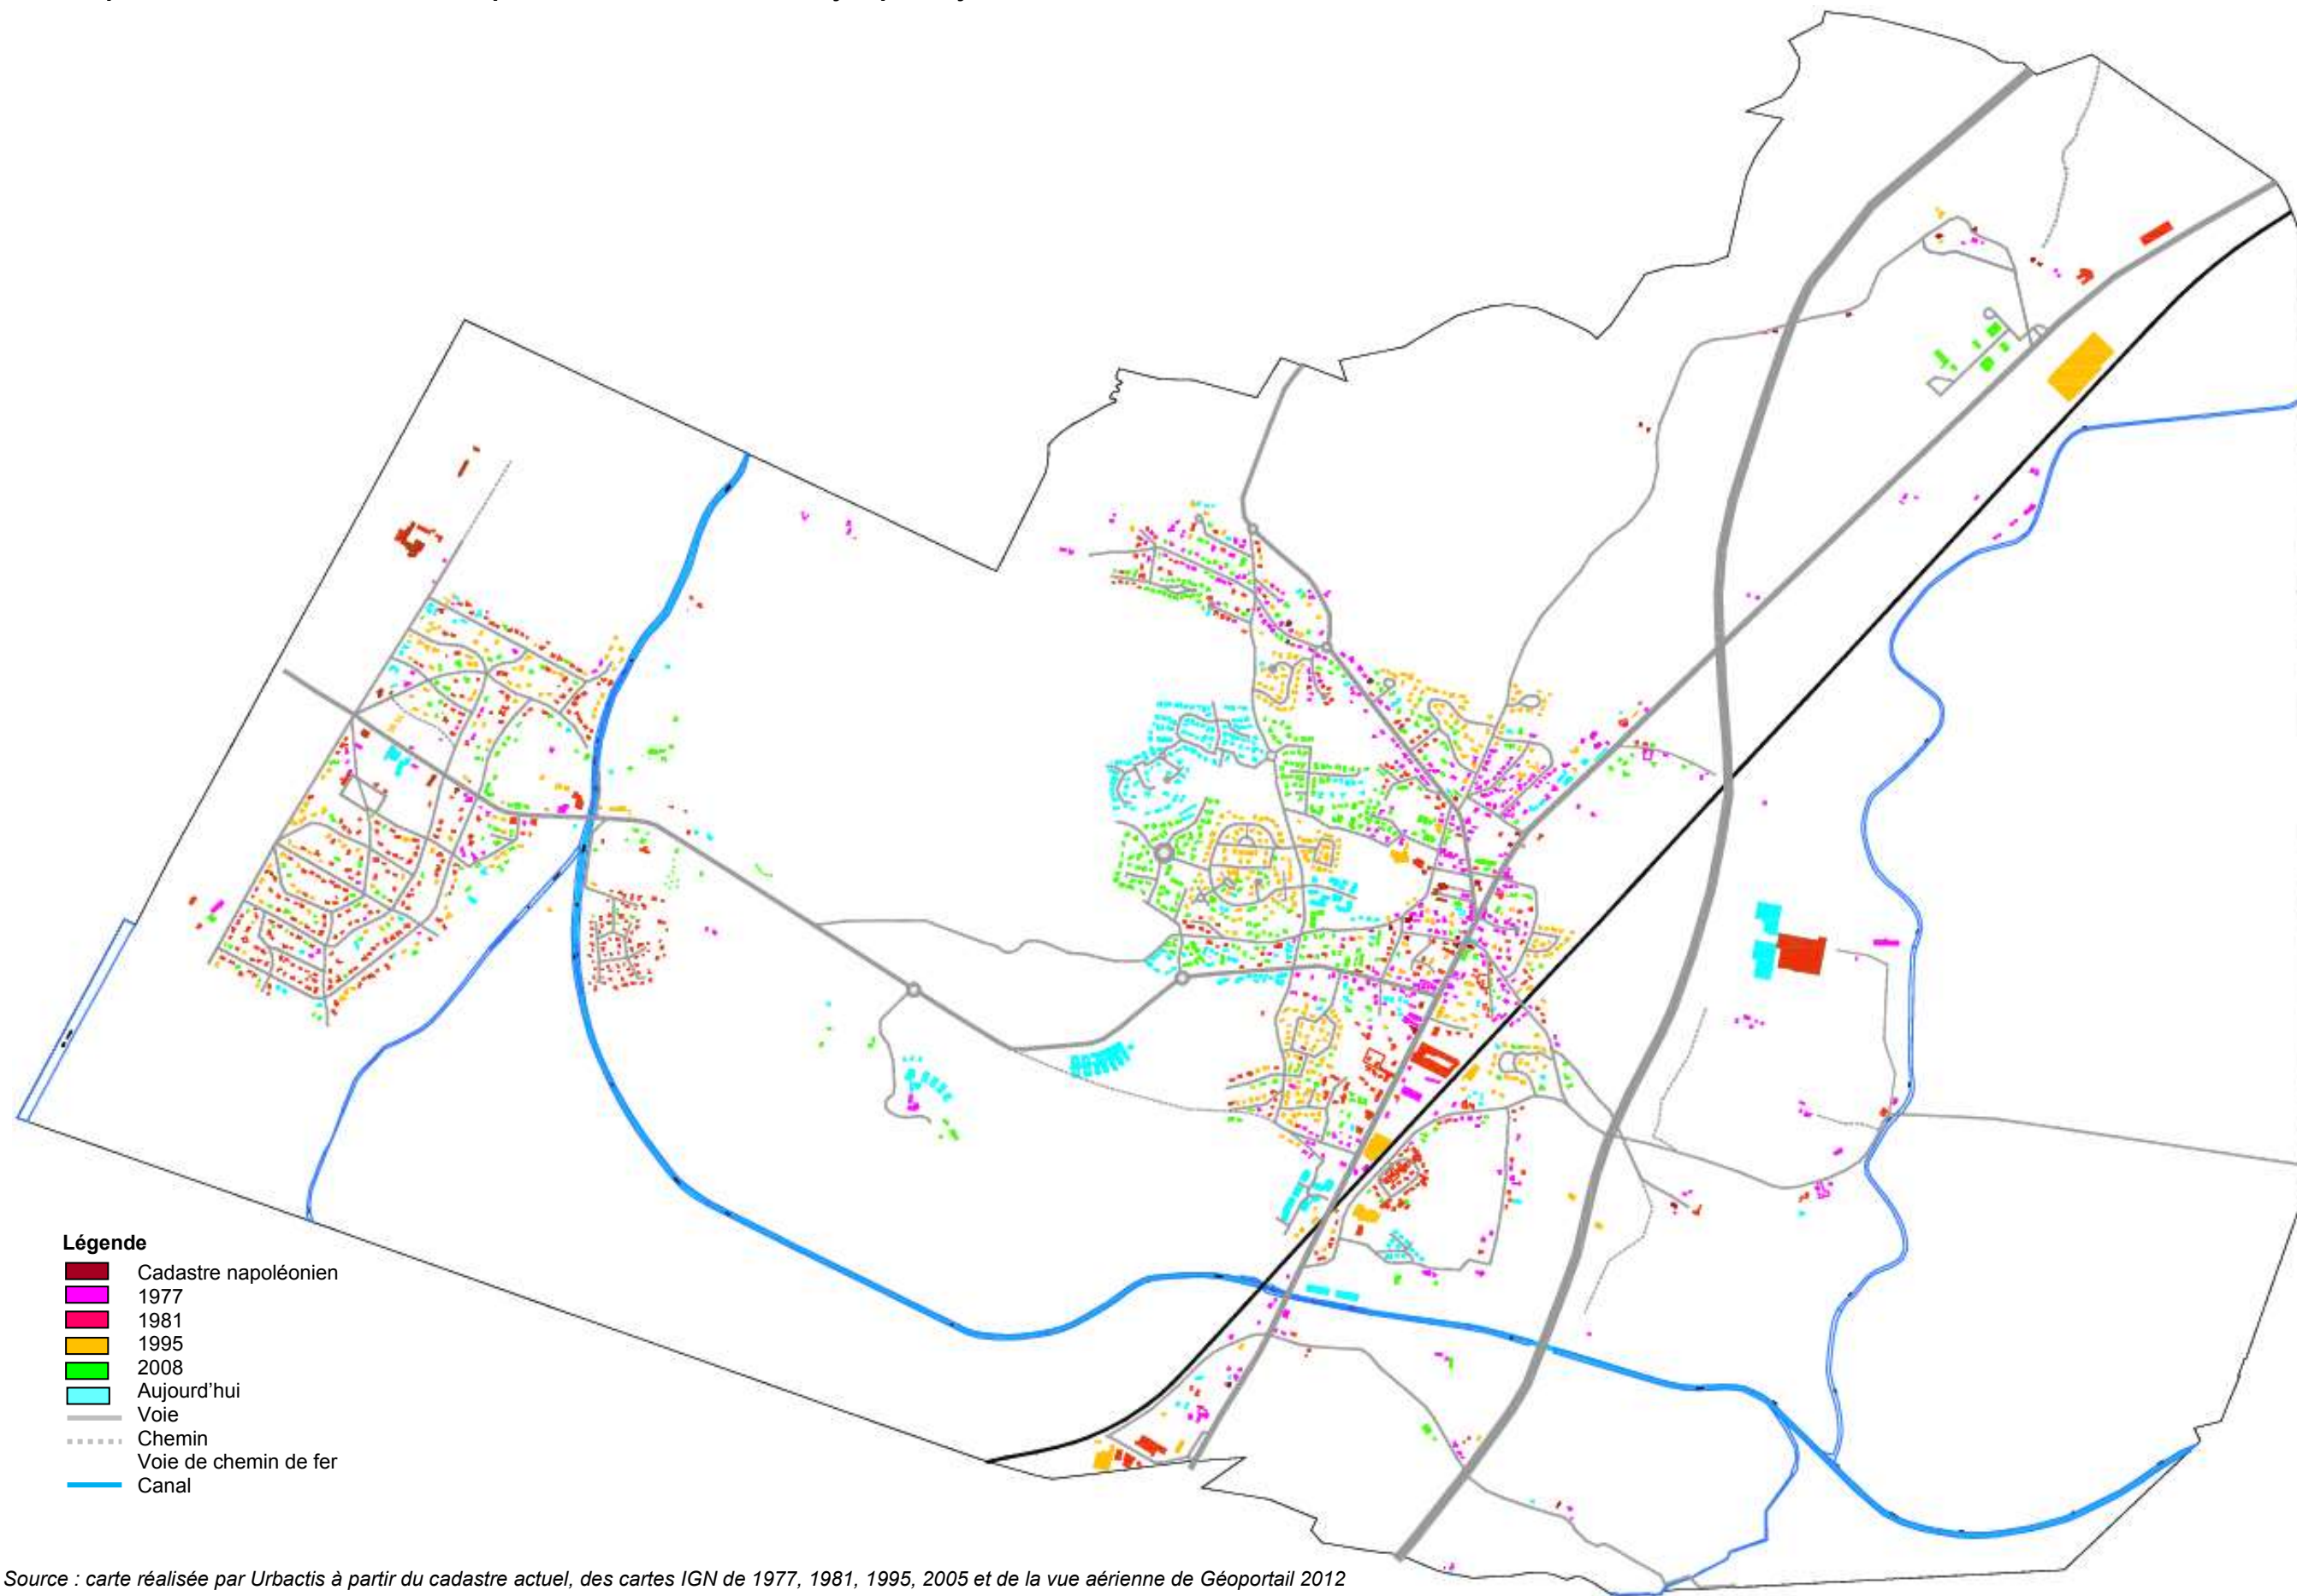 Légende
Cadastre napoléonien
1977
1981
1995
2008
Aujourd'hui
Voie
Chemin
Voie de chemin de fer
Canal
Source : carte réalisée par Urbactis à partir du cadastre actuel, des cartes IGN de 1977, 1981, 1995, 2005 et de la vue aérienne de Géoportail 2012